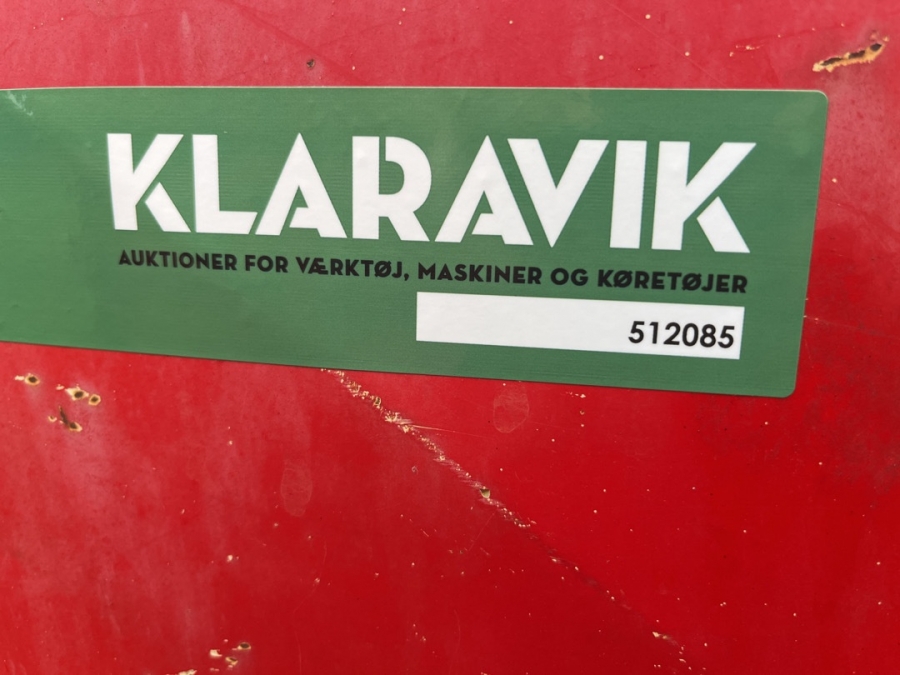 KLARAVIK
AUKTIONER FOR VÆRKTØJ, MASKINER OG KØRETØJER
512085